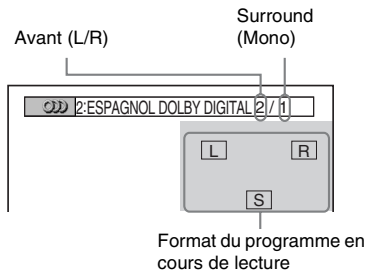 Surround
(Mono)
Avant (L/R)
2:ESPAGNOL DOLBY DIGITAL 2 / 1
L R
S
Format du programme en
cours de lecture